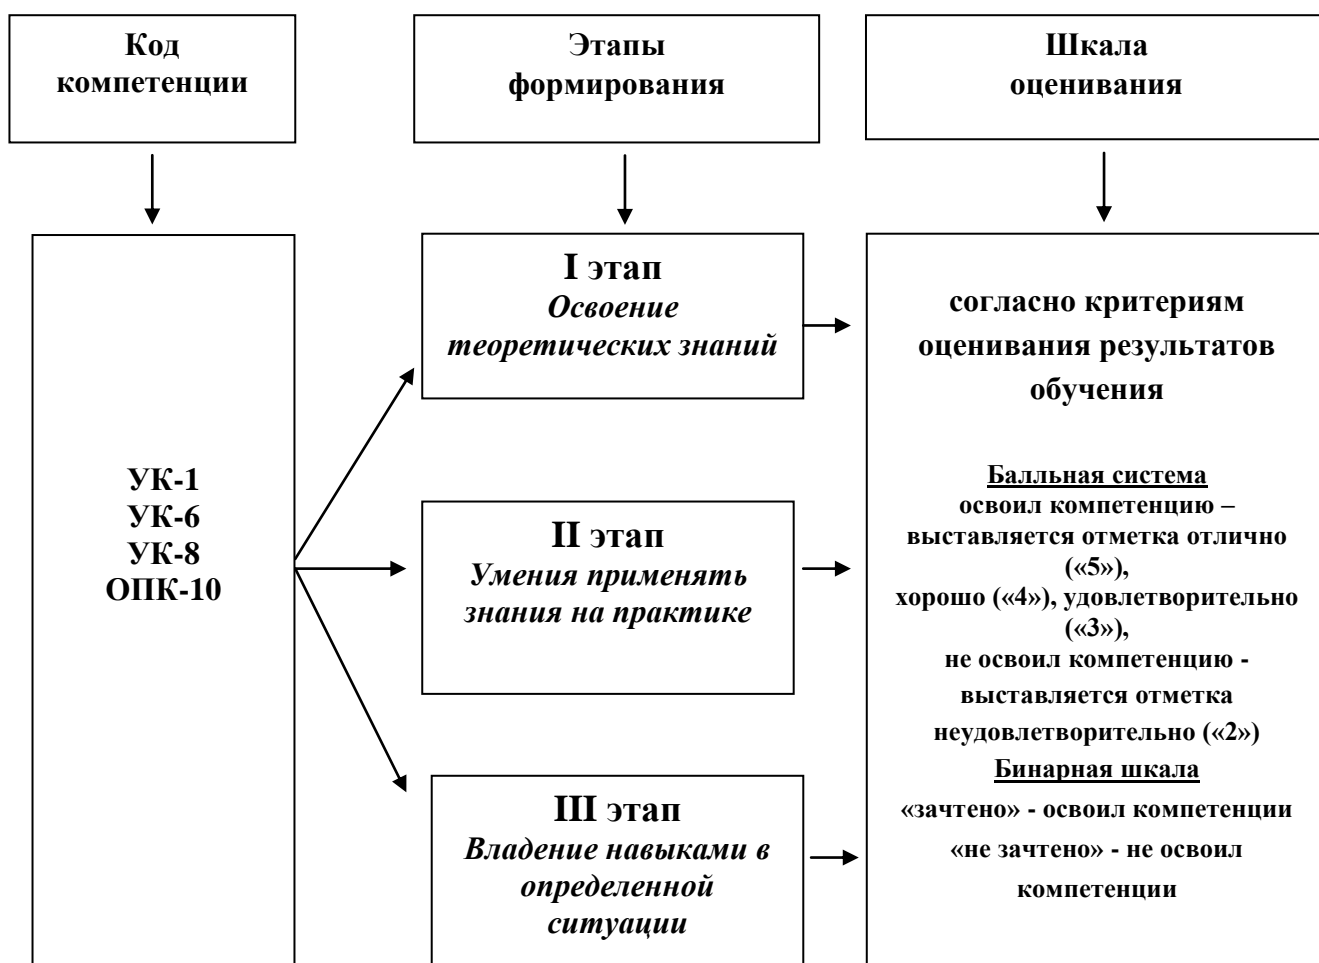 Код
компетенции
Этапы
формирования
Шкала
оценивания
УК-1
УК-6
УК-8
ОПК-10
I этап
Освоение
теоретических знаний
II этап
Умения применять
знания на практике
III этап
Владение навыками в
определенной
ситуации
согласно критериям
оценивания результатов
обучения
Балльная система
освоил компетенцию –
выставляется отметка отлично
(«5»),
хорошо («4»), удовлетворительно
(«3»),
не освоил компетенцию -
выставляется отметка
неудовлетворительно («2»)
Бинарная шкала
«зачтено» - освоил компетенции
«не зачтено» - не освоил
компетенции